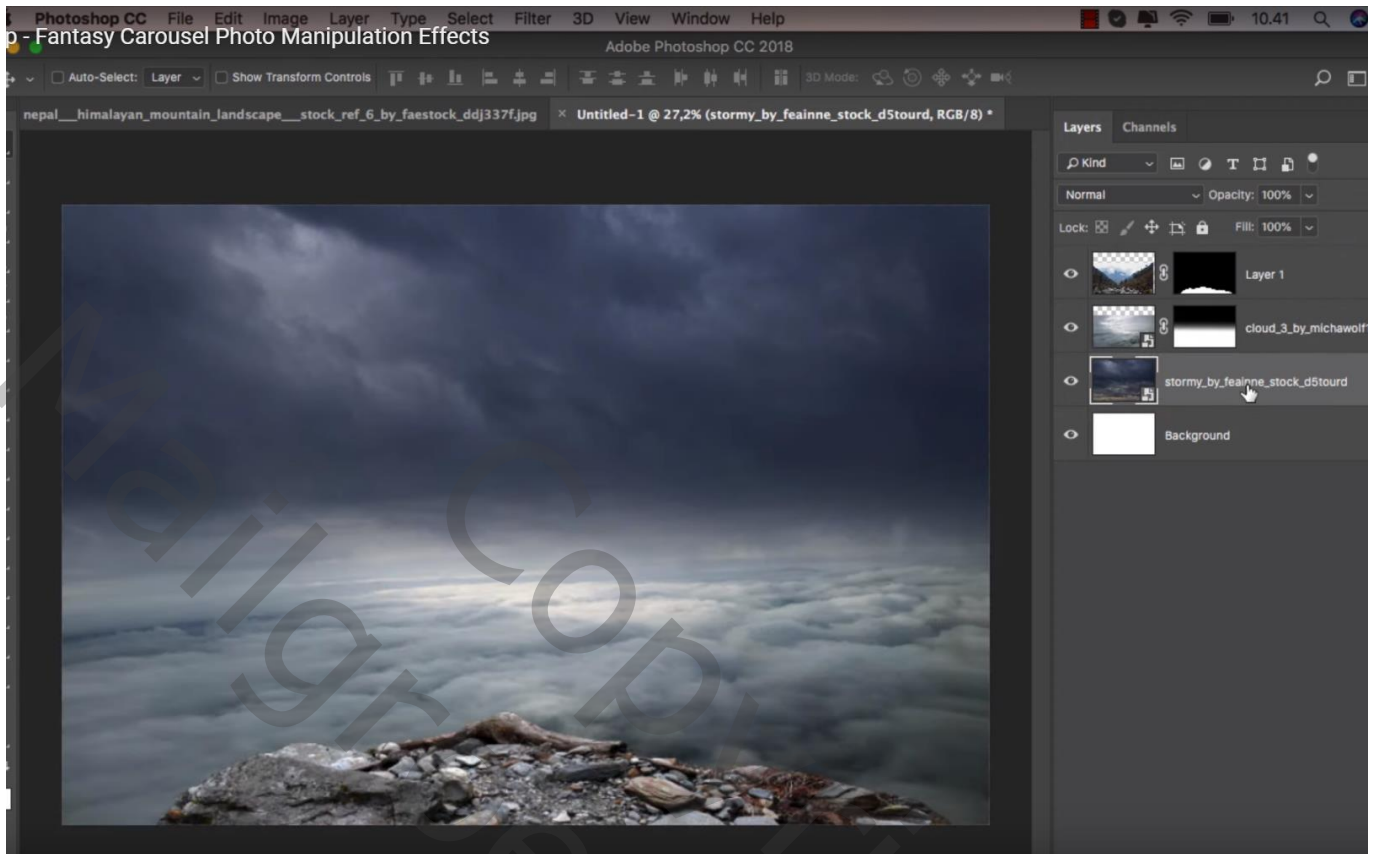 Photoshop CC File Edit Image Layer Type Select Filter 3D View Window Help 10.41
p - Fantasy Carousel Photo Manipulation Effects
Adobe Photoshop CC 2018
Auto-Select: Layer Show Transform Controls 3D Mode:
nepal__himalayan_mountain_landscape__stock_ref_6_by_faestock_ddj337f.jpg × Untitled-1 @ 27,2% (stormy_by_feainne_stock_d5tourd, RGB/8) *
Layers Channels
Kind
Normal Opacity: 100%
Lock: Fill: 100%
Layer 1
cloud_3_by_michawolf
stormy_by_feainne_stock_d5tourd
Background